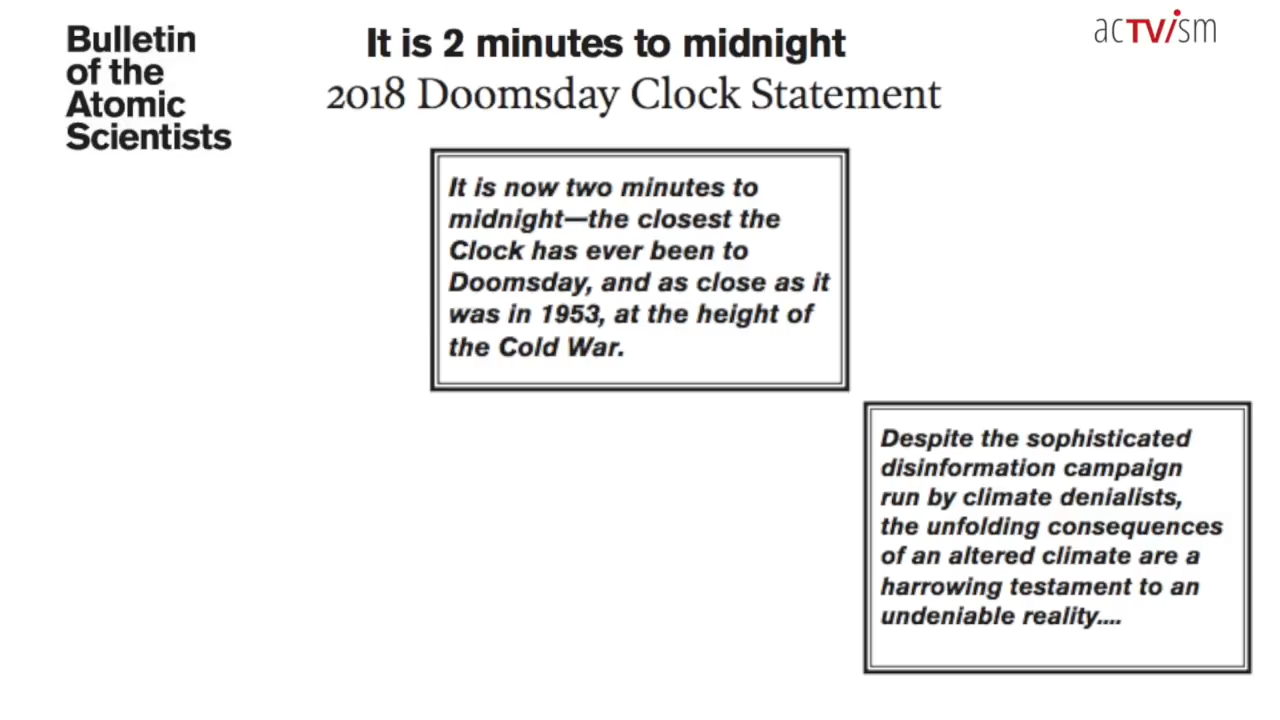 Bulletin
of the
Atomic
Scientists
It is 2 minutes to midnight
2018 Doomsday Clock Statement
acTVism
It is now two minutes to
midnight—the closest the
Clock has ever been to
Doomsday, and as close as it
was in 1953, at the height of
the Cold War.
Despite the sophisticated
disinformation campaign
run by climate denialists,
the unfolding consequences
of an altered climate are a
harrowing testament to an
undeniable reality....